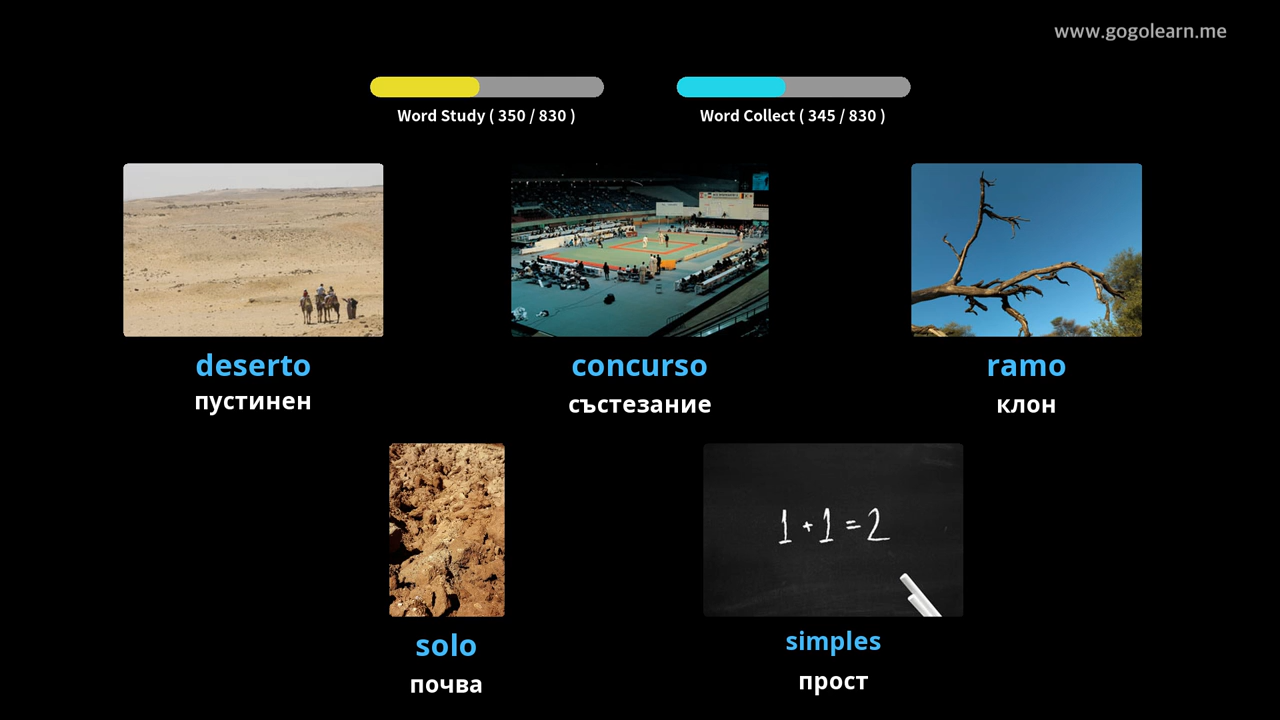 www.gogolearn.me
Word Study ( 350 / 830 )
Word Collect ( 345 / 830 )
deserto
пустинен
concurso
състезание
ramo
клон
1 + 1 = 2
solo
почва
simples
прост